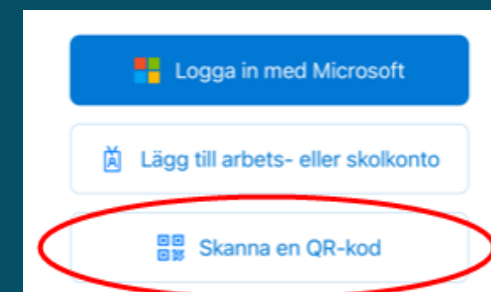 Logga in med Microsoft
Lägg till arbets- eller skolkonto
Skanna en QR-kod